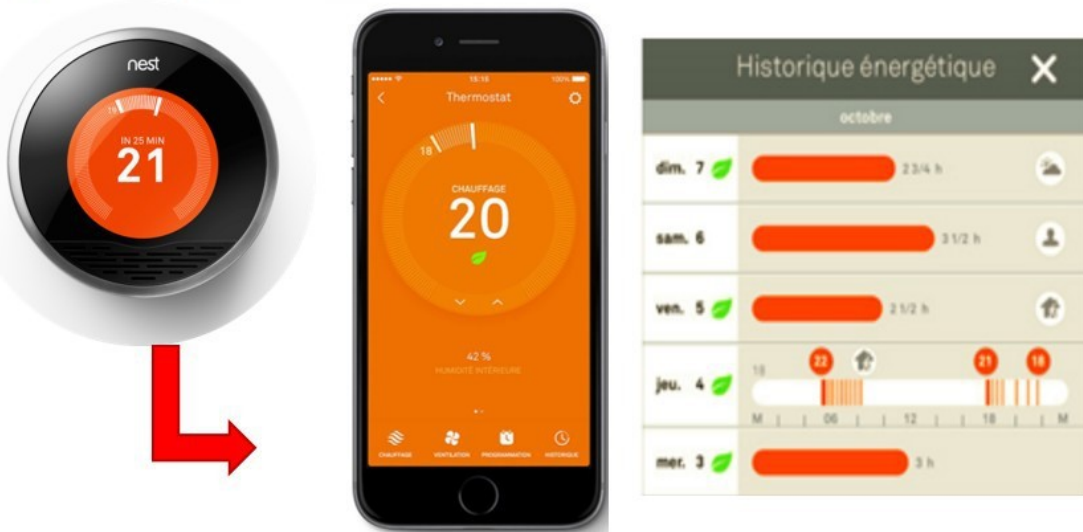 nest
19
IN 25 MIN
21
15:15 100%
Thermostat
18
CHAUFFAGE
20
42 %
HUMIDITÉ INTÉRIEURE
CHAUFFAGE VENTILATION PROGRAMMATION HISTORIQUE
Historique énergétique X
octobre
dim. 7 2 3/4 h
sam. 6 3 1/2 h
ven. 5 2 1/2 h
22 21 18
18
jeu. 4
M 06 12 18 M
mer. 3 3 h